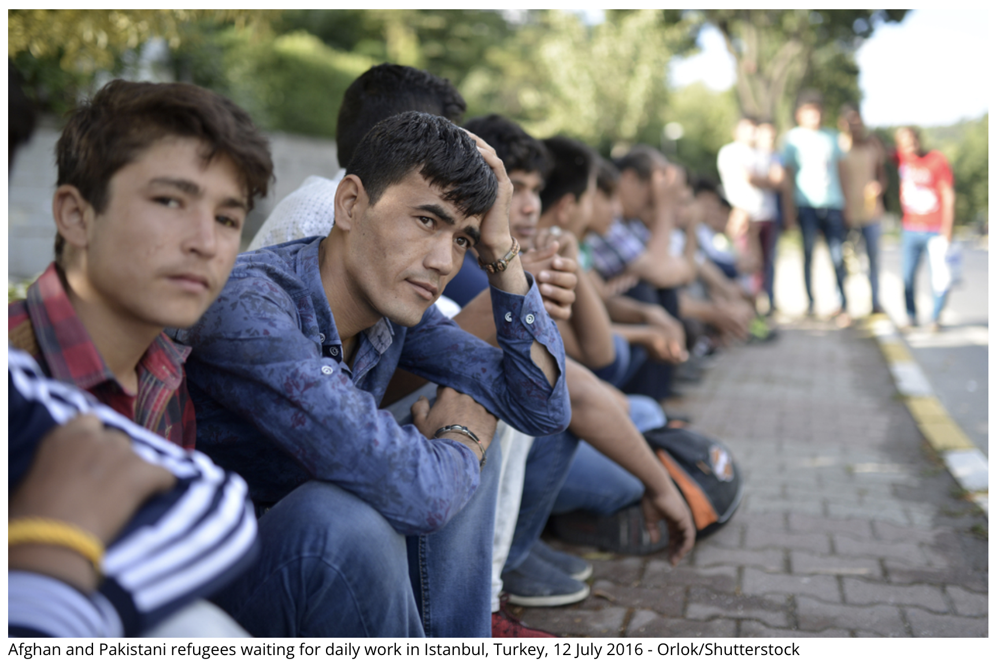 Afghan and Pakistani refugees waiting for daily work in Istanbul, Turkey, 12 July 2016 - Orlok/Shutterstock